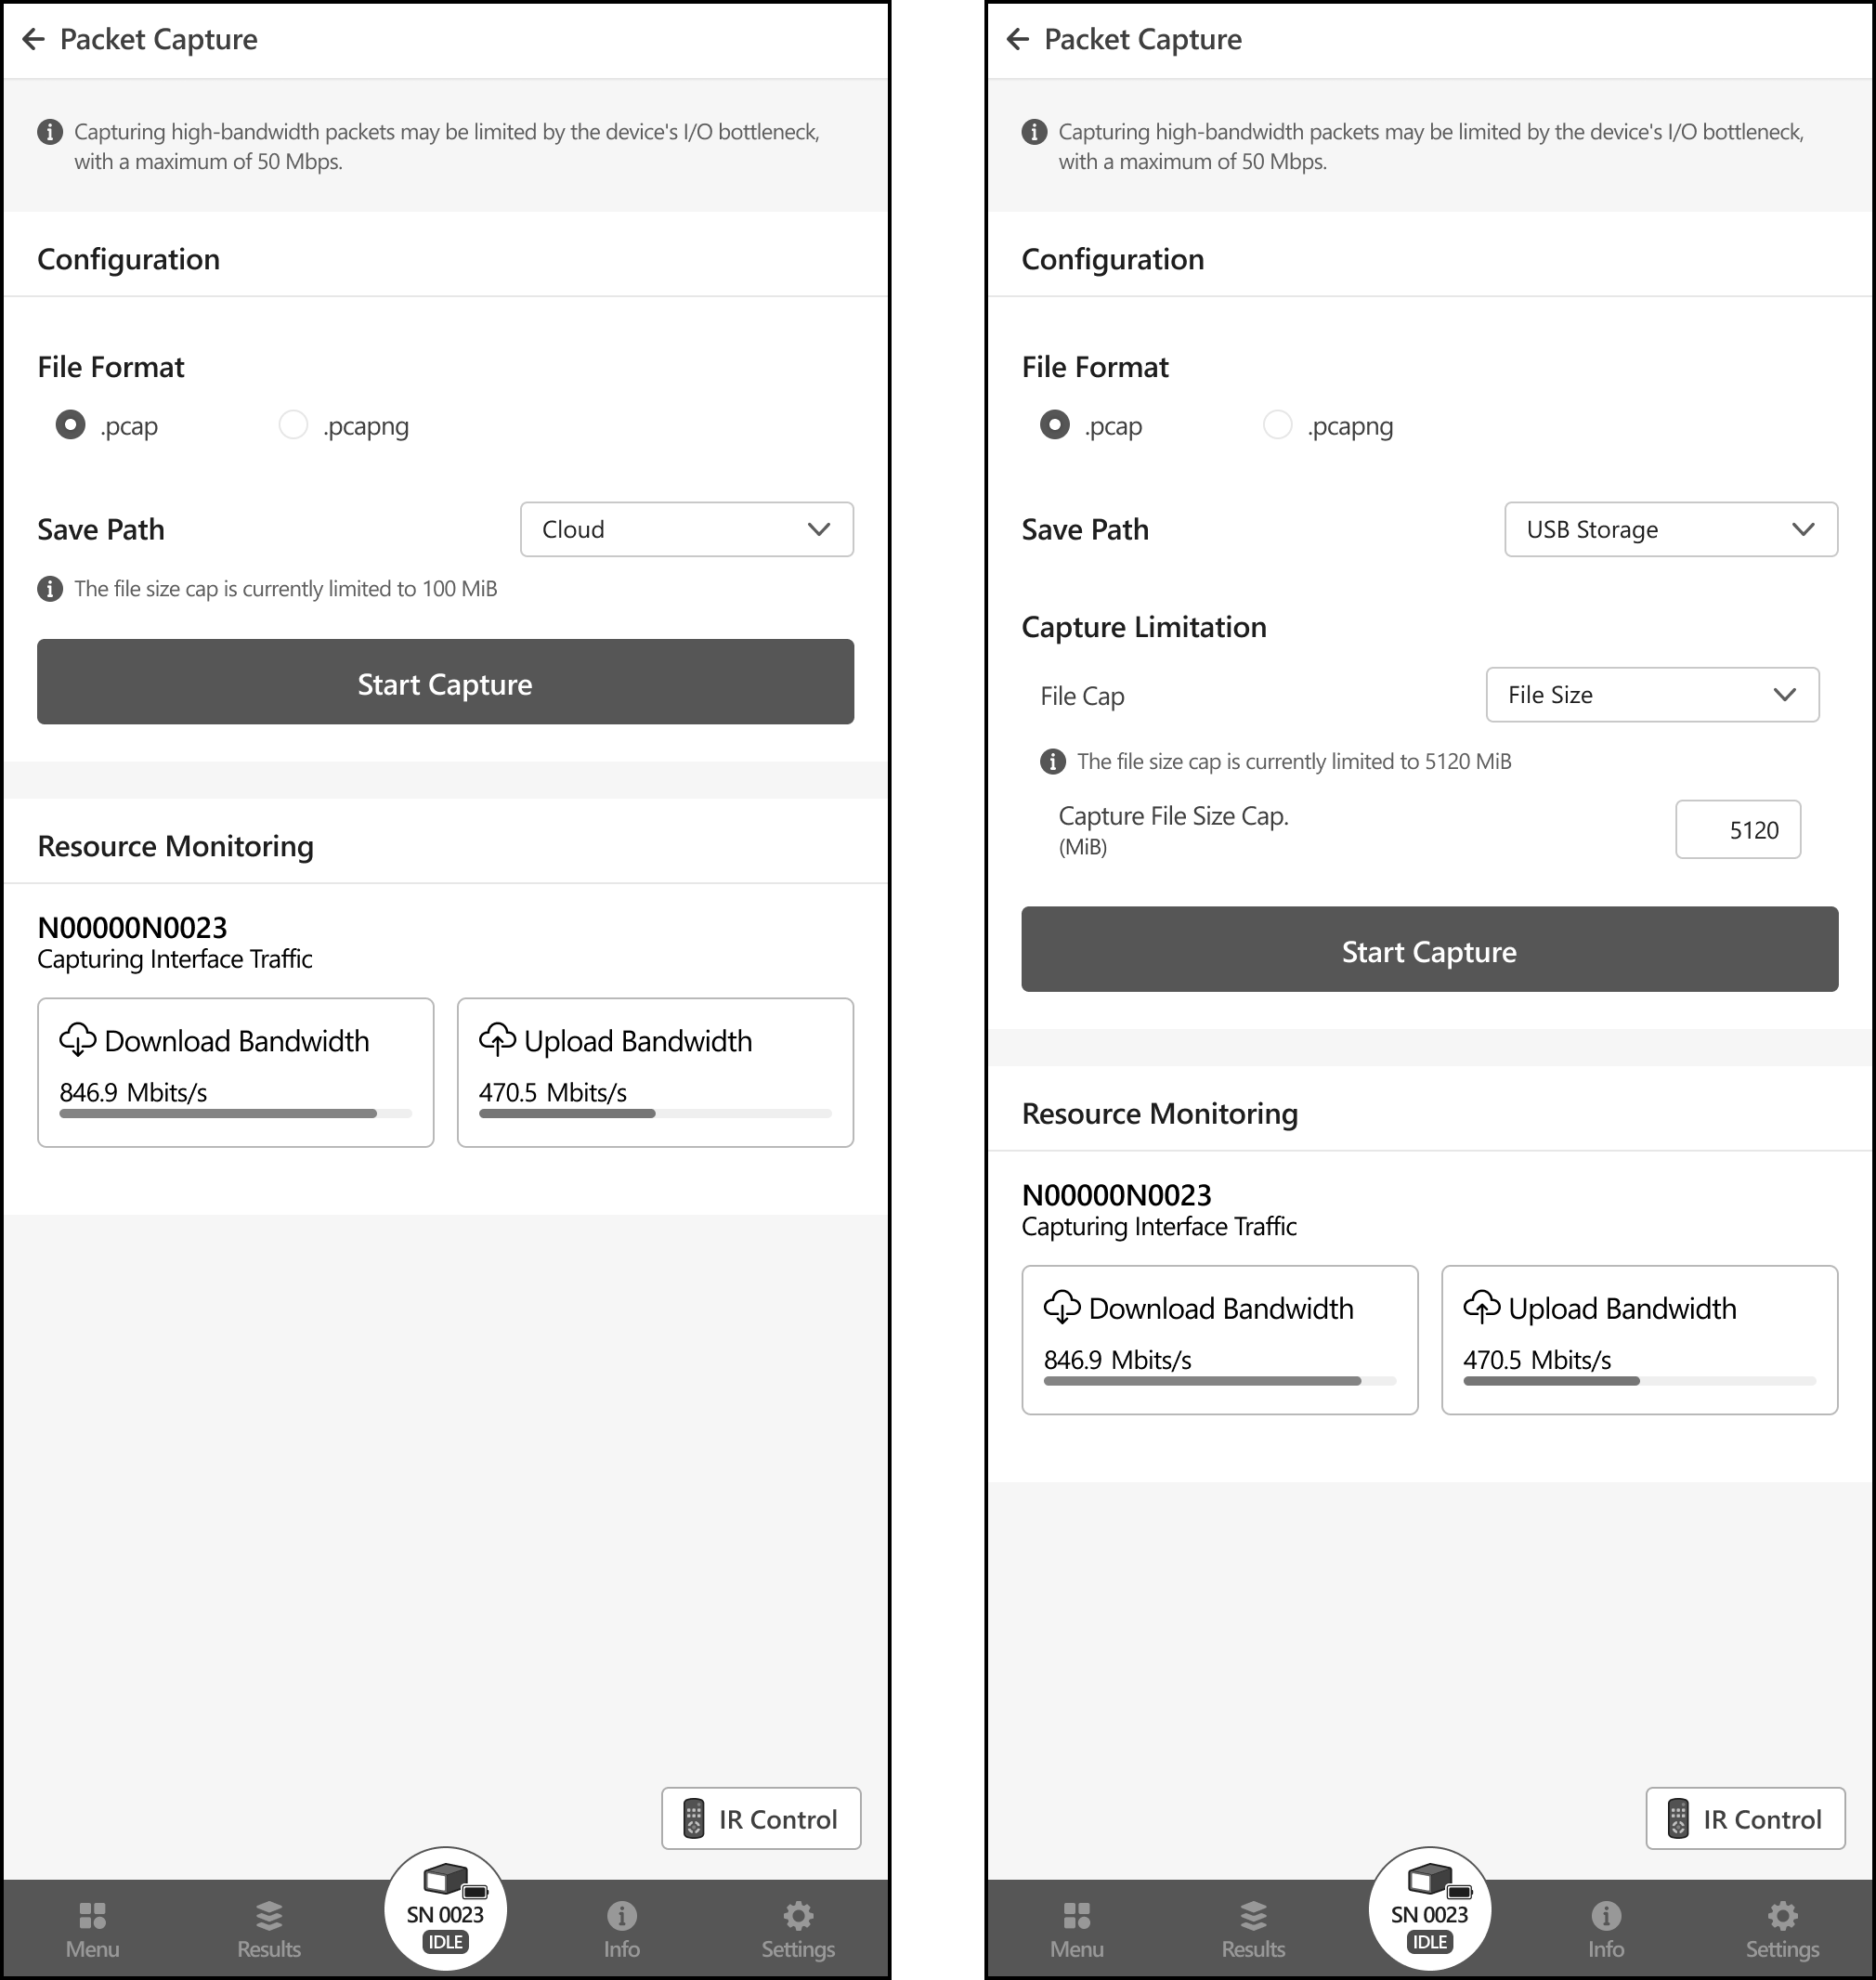 Packet Capture
Capturing high-bandwidth packets may be limited by the device's I/O bottleneck,
with a maximum of 50 Mbps.
Configuration
File Format
.pcap .pcapng
Save Path Cloud
The file size cap is currently limited to 100 MiB
Start Capture
Resource Monitoring
N00000N0023
Capturing Interface Traffic
Download Bandwidth Upload Bandwidth
846.9 Mbits/s 470.5 Mbits/s
IR Control
SN 0023
IDLE
Menu Results Info Settings
Packet Capture
Capturing high-bandwidth packets may be limited by the device's I/O bottleneck,
with a maximum of 50 Mbps.
Configuration
File Format
.pcap .pcapng
Save Path USB Storage
Capture Limitation
File Cap File Size
The file size cap is currently limited to 5120 MiB
Capture File Size Cap. 5120
(MiB)
Start Capture
Resource Monitoring
N00000N0023
Capturing Interface Traffic
Download Bandwidth Upload Bandwidth
846.9 Mbits/s 470.5 Mbits/s
IR Control
SN 0023
IDLE
Menu Results Info Settings